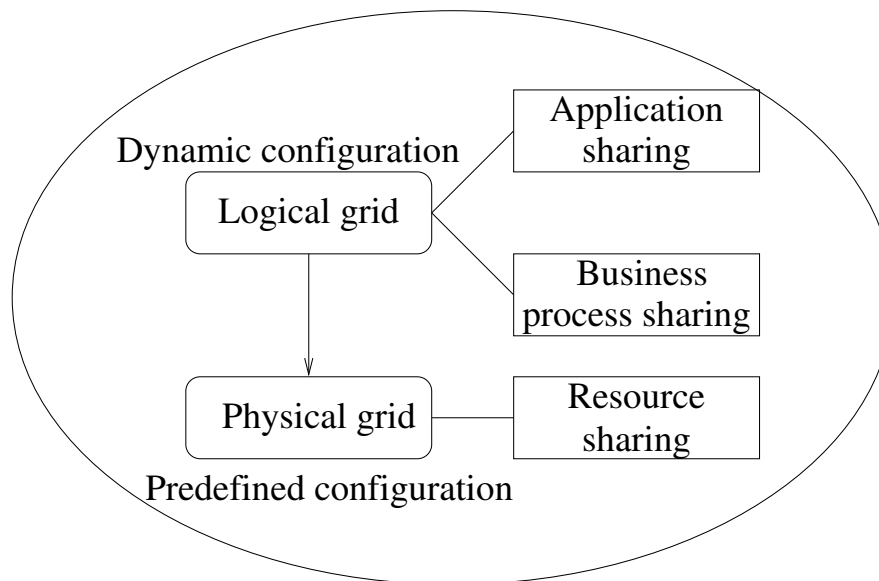 Application
sharing
Dynamic configuration
Logical grid
Business
process sharing
Physical grid
Resource
sharing
Predefined configuration